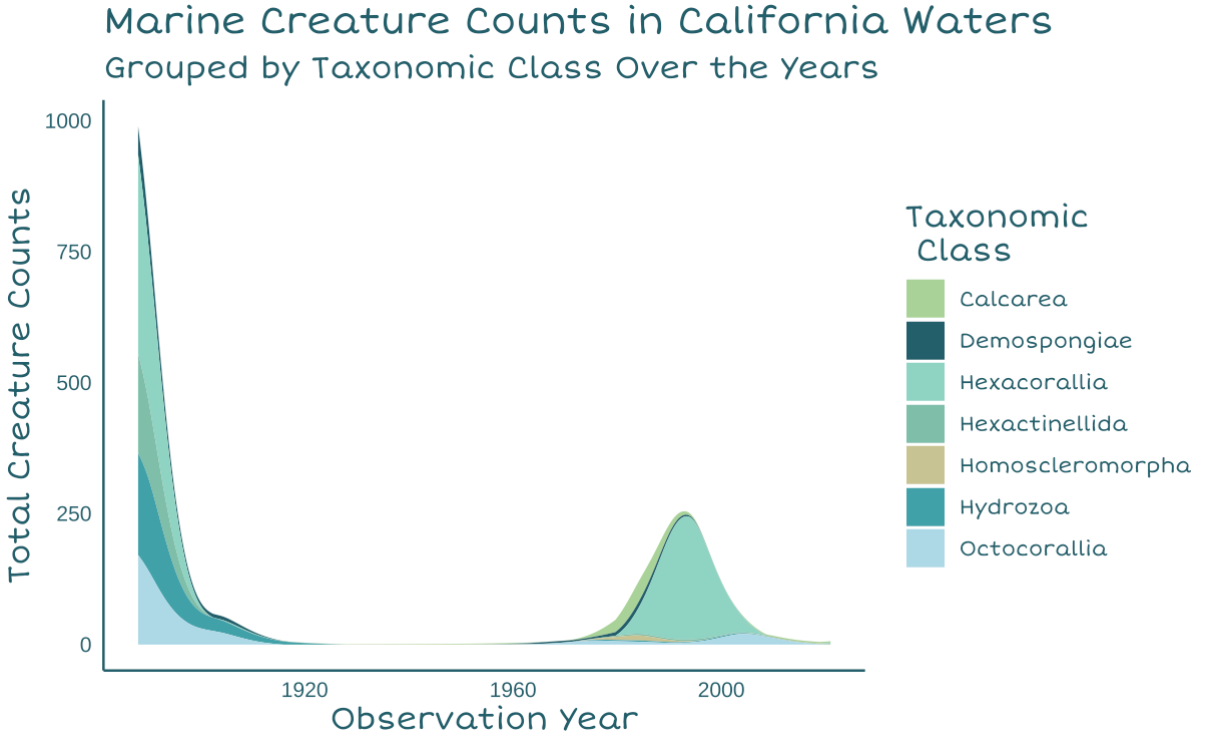 Marine Creature Counts in California Waters
Grouped by Taxonomic Class Over the Years
Total Creature Counts
1000
750
500
250
0
1920
1960
2000
Observation Year
Taxonomic
Class
Calcarea
Demospongiae
Hexacorallia
Hexactinellida
Homoscleromorpha
Hydrozoa
Octocorallia